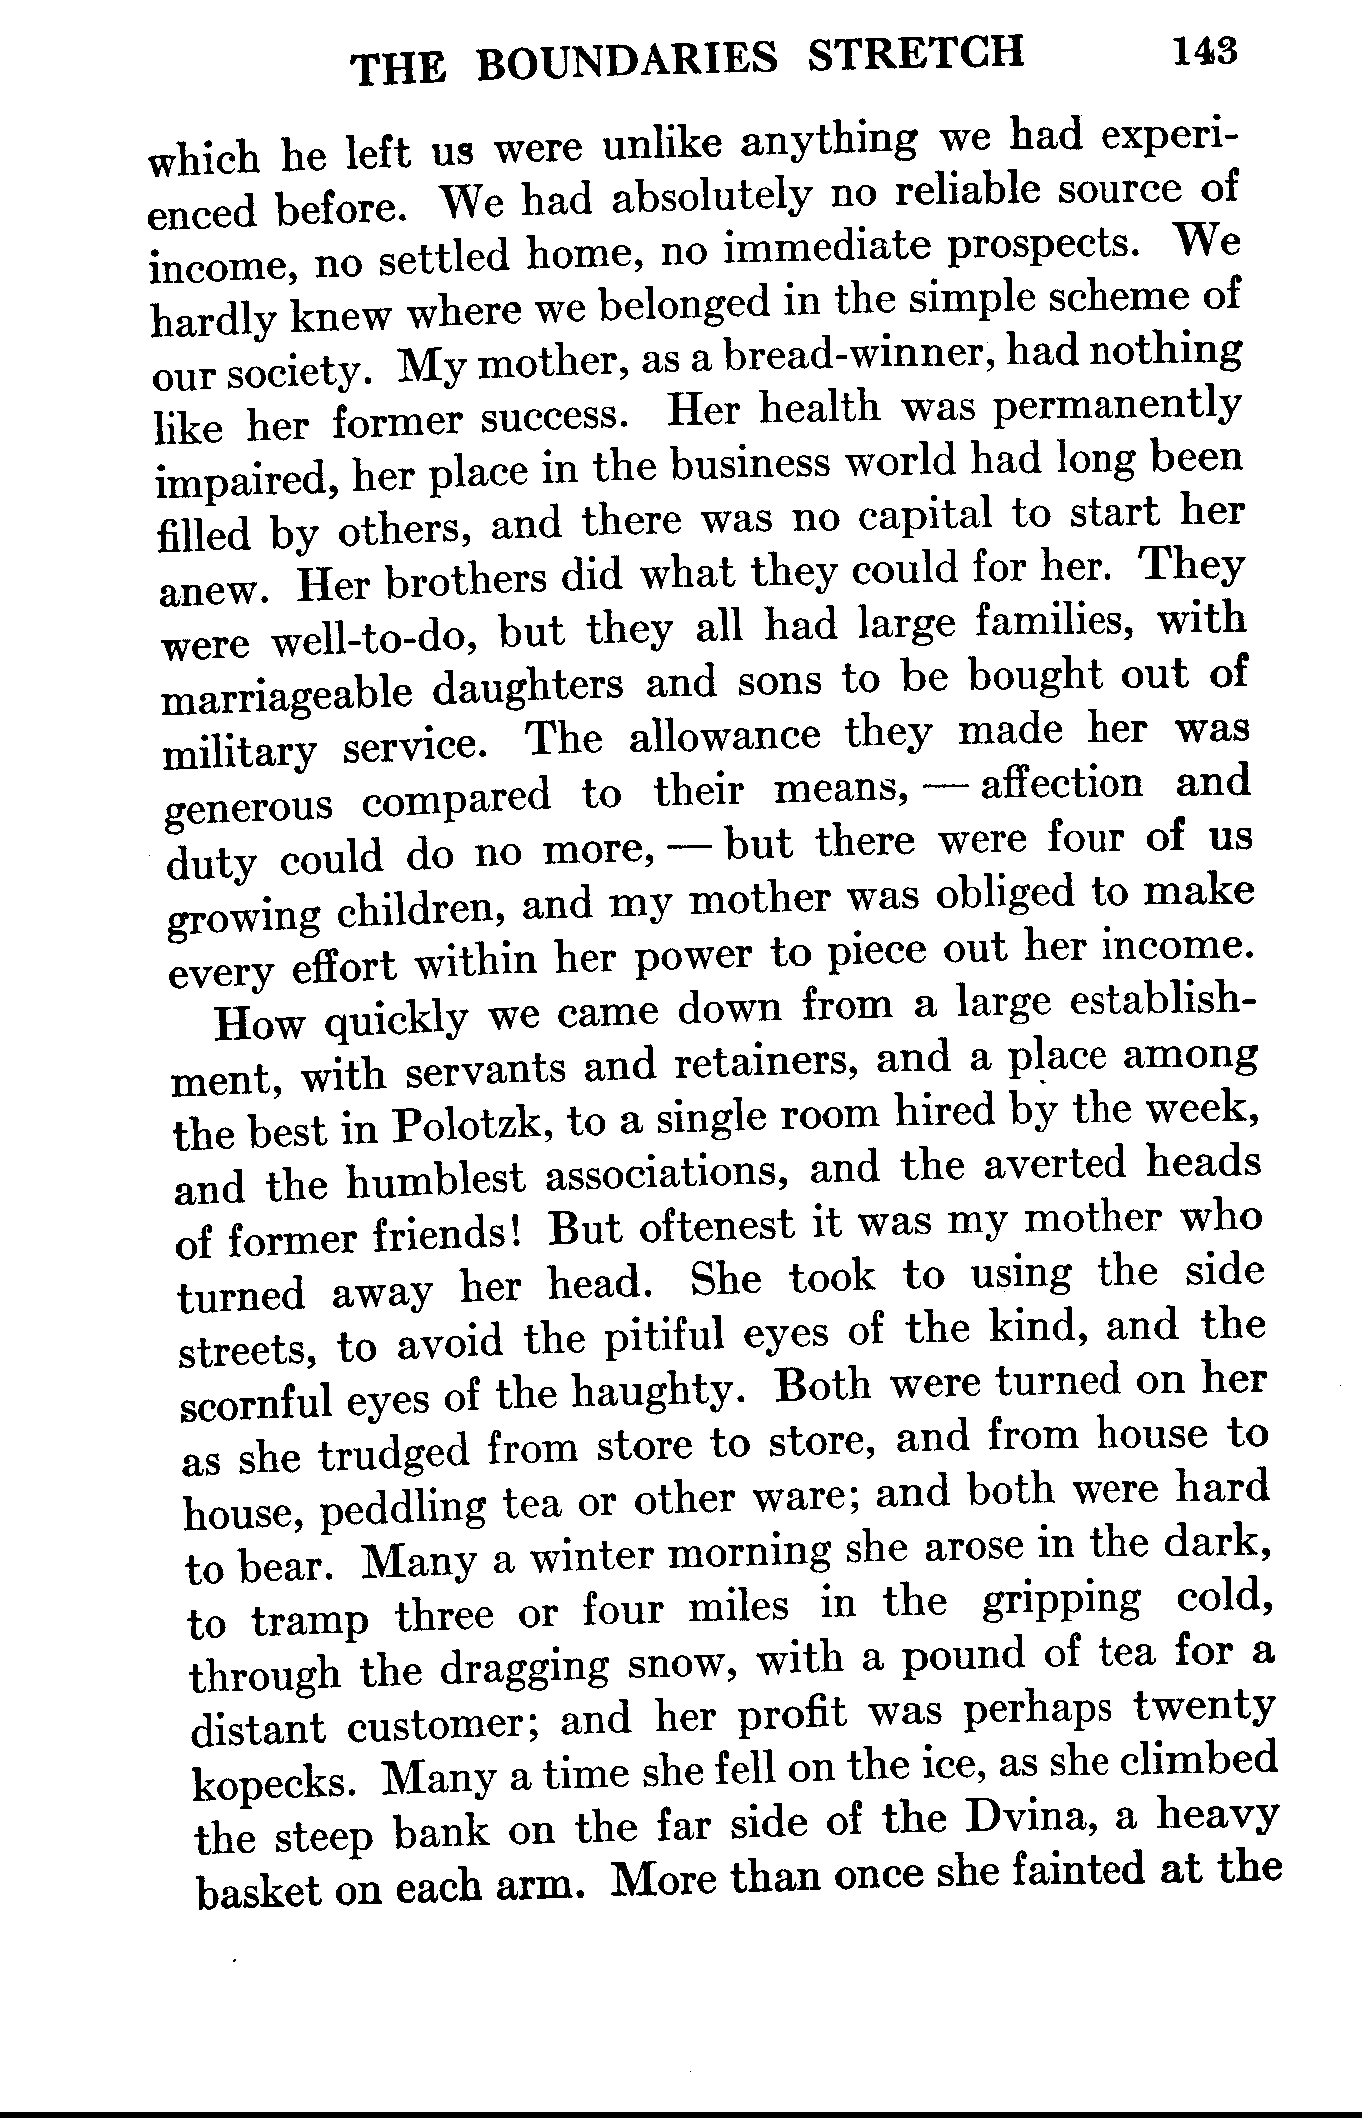 THE BOUNDARIES STRETCH 143
which he left us were unlike anything we had experi-
enced before. We had absolutely no reliable source of
income, no settled home, no immediate prospects. We
hardly knew where we belonged in the simple scheme of
our society. My mother, as a bread-winner, had nothing
like her former success. Her health was permanently
impaired, her place in the business world had long been
filled by others, and there was no capital to start her
anew. Her brothers did what they could for her. They
were well-to-do, but they all had large families, with
marriageable daughters and sons to be bought out of
military service. The allowance they made her was
generous compared to their means, — affection and
duty could do no more, — but there were four of us
growing children, and my mother was obliged to make
every effort within her power to piece out her income.
How quickly we came down from a large establish-
ment, with servants and retainers, and a place among
the best in Polotzk, to a single room hired by the week,
and the humblest associations, and the averted heads
of former friends! But oftenest it was my mother who
turned away her head. She took to using the side
streets, to avoid the pitiful eyes of the kind, and the
scornful eyes of the haughty. Both were turned on her
as she trudged from store to store, and from house to
house, peddling tea or other ware; and both were hard
to bear. Many a winter morning she arose in the dark,
to tramp three or four miles in the gripping cold,
through the dragging snow, with a pound of tea for a
distant customer; and her profit was perhaps twenty
kopecks. Many a time she fell on the ice, as she climbed
the steep bank on the far side of the Dvina, a heavy
basket on each arm. More than once she fainted at the